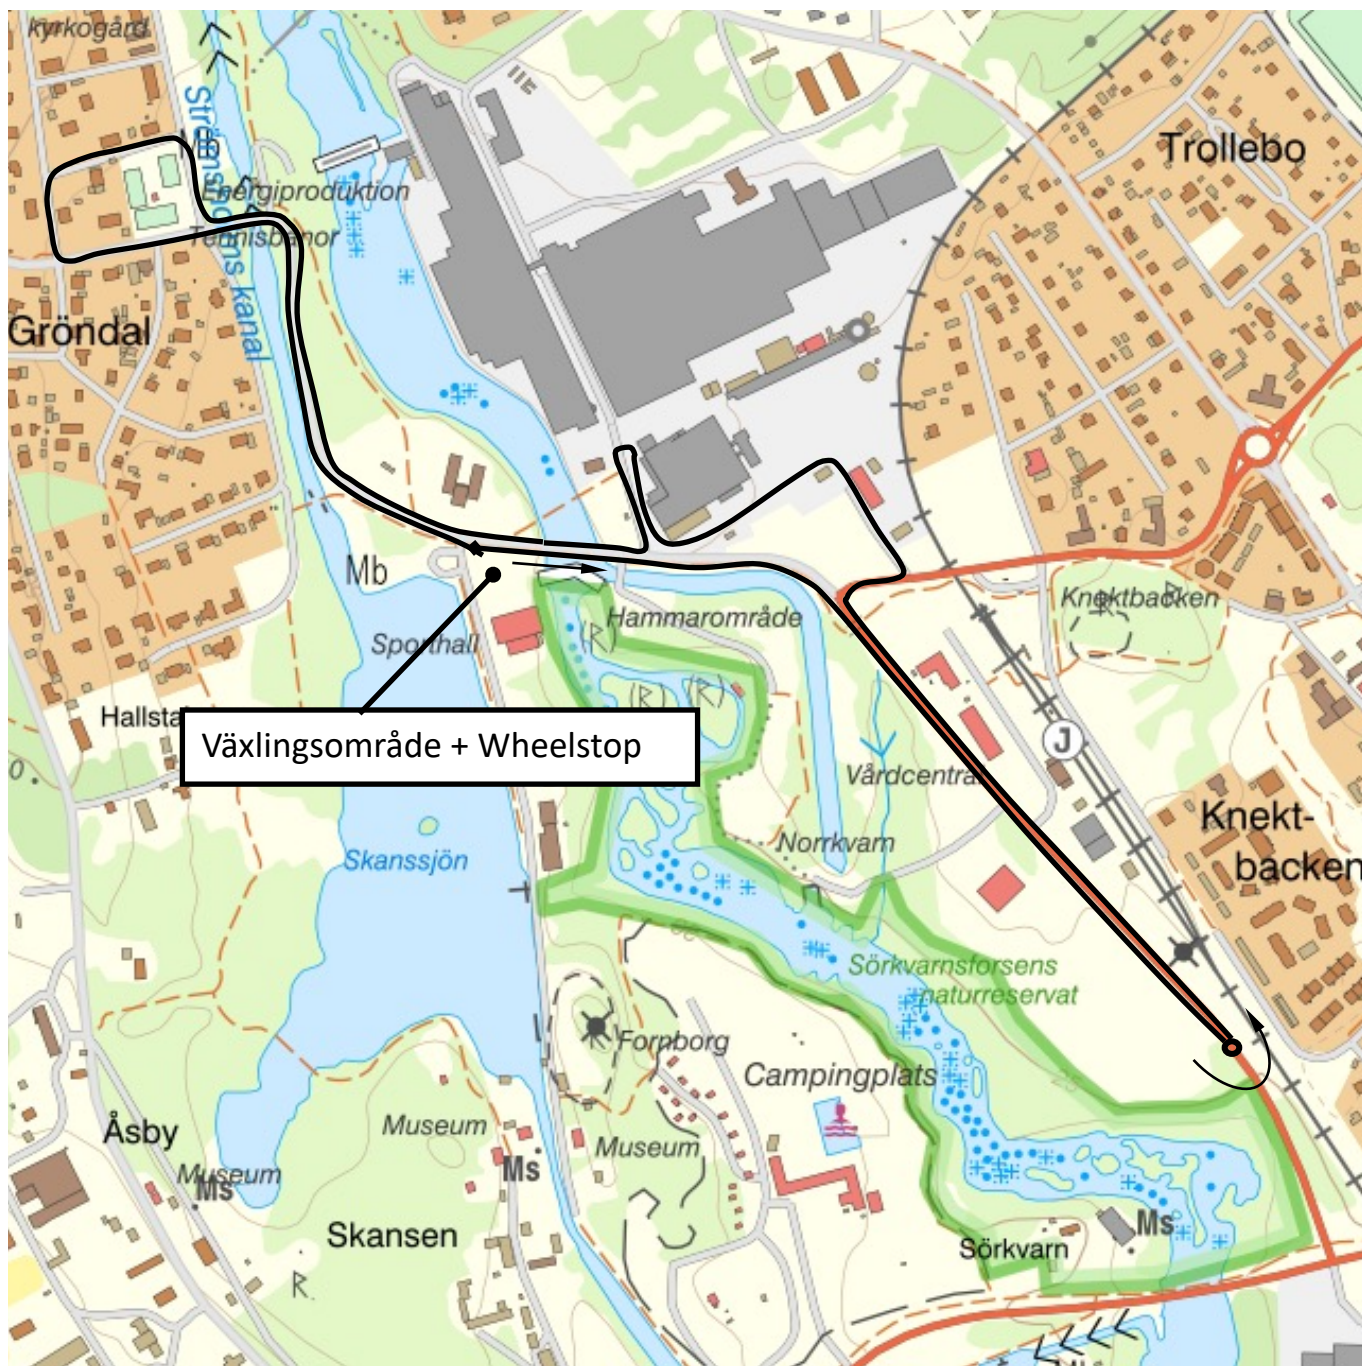 kyrkogård
Strömsholms kanal
Trollebo
Energiproduktion
Tennisbanor
Gröndal
Mb
Knektbacken
Hammarområde
Sporthall
(R)
(R)
(R)
R
R
Hallsta
Växlingsområde + Wheelstop
J
0
Vårdcentral
Knekt-
backen
Norrkvarn
Skanssjön
Sörkvarnsforsens
naturreservat
Fornborg
Campingplats
Åsby
Museum
Museum
Museum
Ms
Ms
Skansen
Ms
Sörkvarn
R